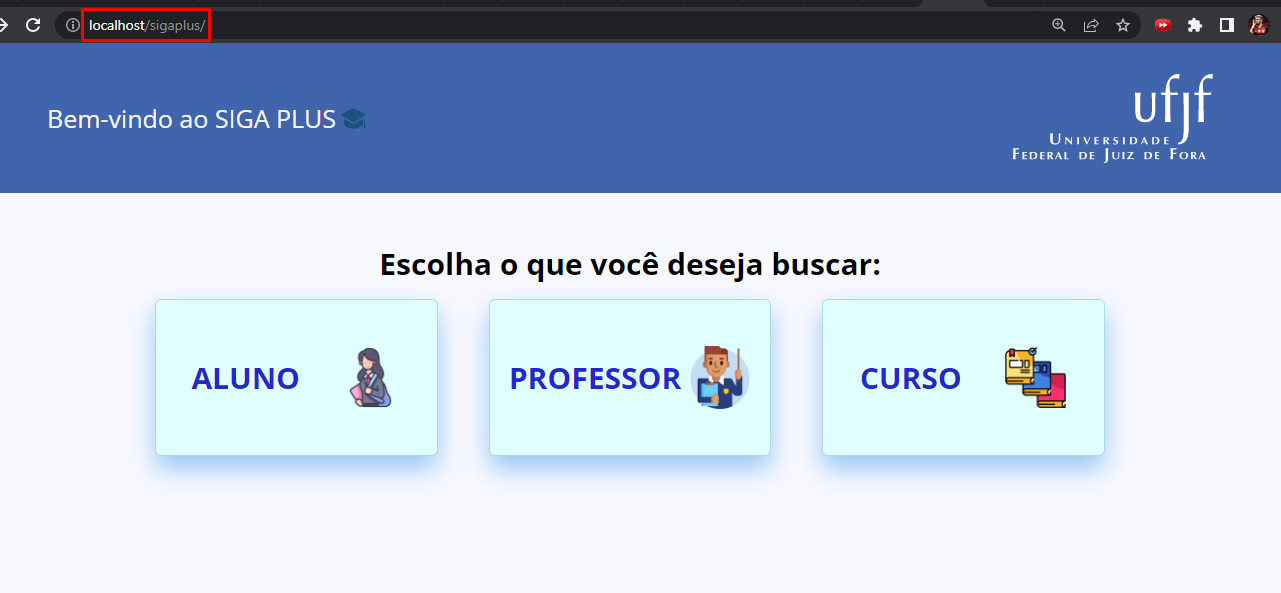 localhost/sigaplus/
Bem-vindo ao SIGA PLUS
ufjf
UNIVERSIDADE
FEDERAL DE JUIZ DE FORA
Escolha o que você deseja buscar:
ALUNO
PROFESSOR
CURSO